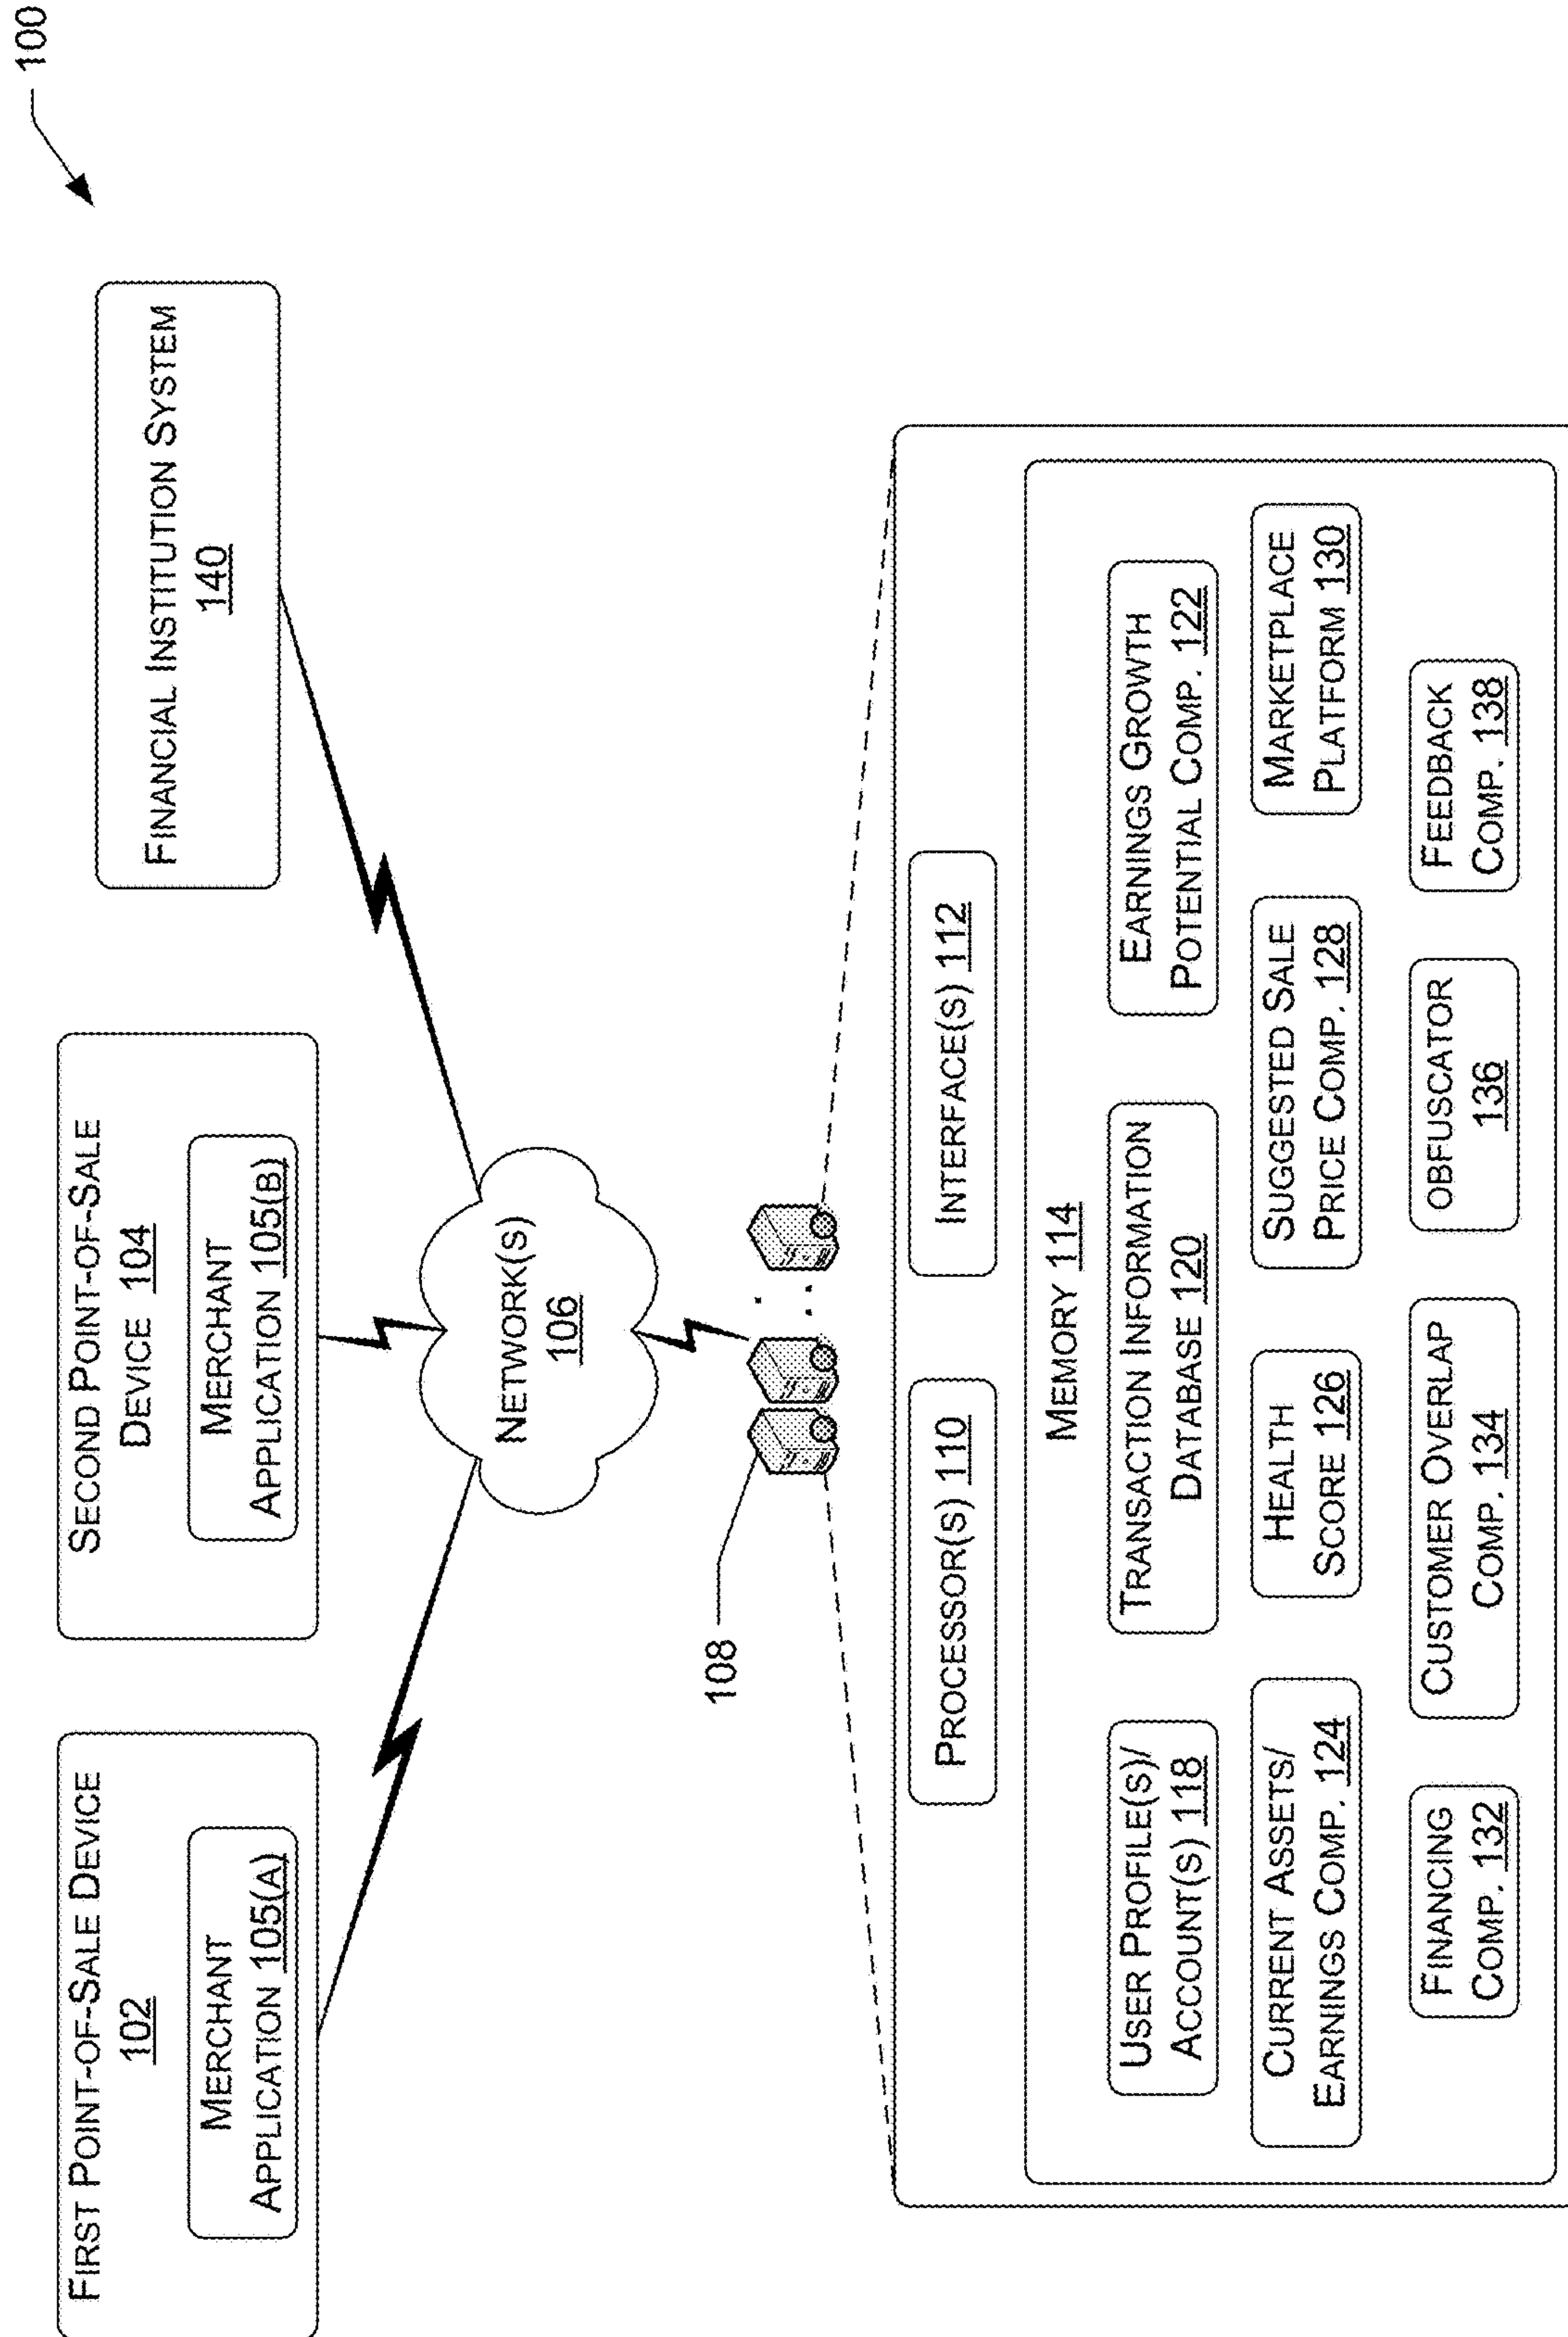 100
FIRST POINT-OF-SALE DEVICE
102
MERCHANT
APPLICATION 105(A)
SECOND POINT-OF-SALE
DEVICE 104
MERCHANT
APPLICATION 105(B)
FINANCIAL INSTITUTION SYSTEM
140
NETWORK(S)
106
108
PROCESSOR(S) 110
INTERFACE(S) 112
MEMORY 114
USER PROFILE(S)/
ACCOUNT(S) 118
TRANSACTION INFORMATION
DATABASE 120
EARNINGS GROWTH
POTENTIAL COMP. 122
CURRENT ASSETS/
EARNINGS COMP. 124
HEALTH
SCORE 126
SUGGESTED SALE
PRICE COMP. 128
MARKETPLACE
PLATFORM 130
FINANCING
COMP. 132
CUSTOMER OVERLAP
COMP. 134
OBFUSCATOR
136
FEEDBACK
COMP. 138